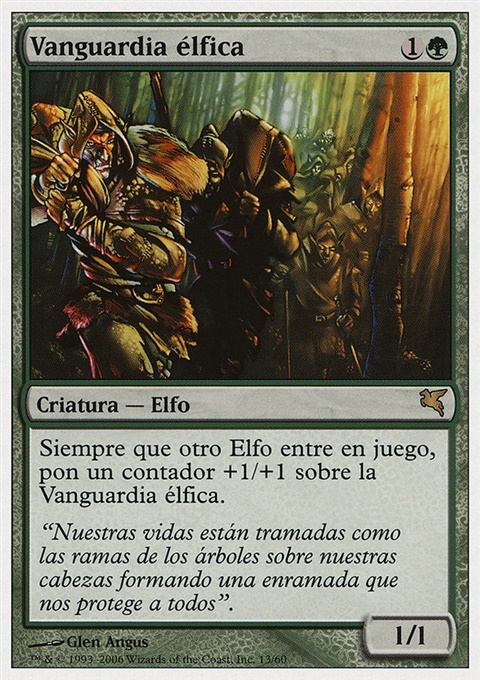 Vanguardia élfica 1
Criatura — Elfo
Siempre que otro Elfo entre en juego,
pon un contador +1/+1 sobre la
Vanguardia élfica.
“Nuestras vidas están tramadas como
las ramas de los árboles sobre nuestras
cabezas formando una enramada que
nos protege a todos”.
Glen Angus
1/1
™ & © 1993–2006 Wizards of the Coast, Inc. 13/60